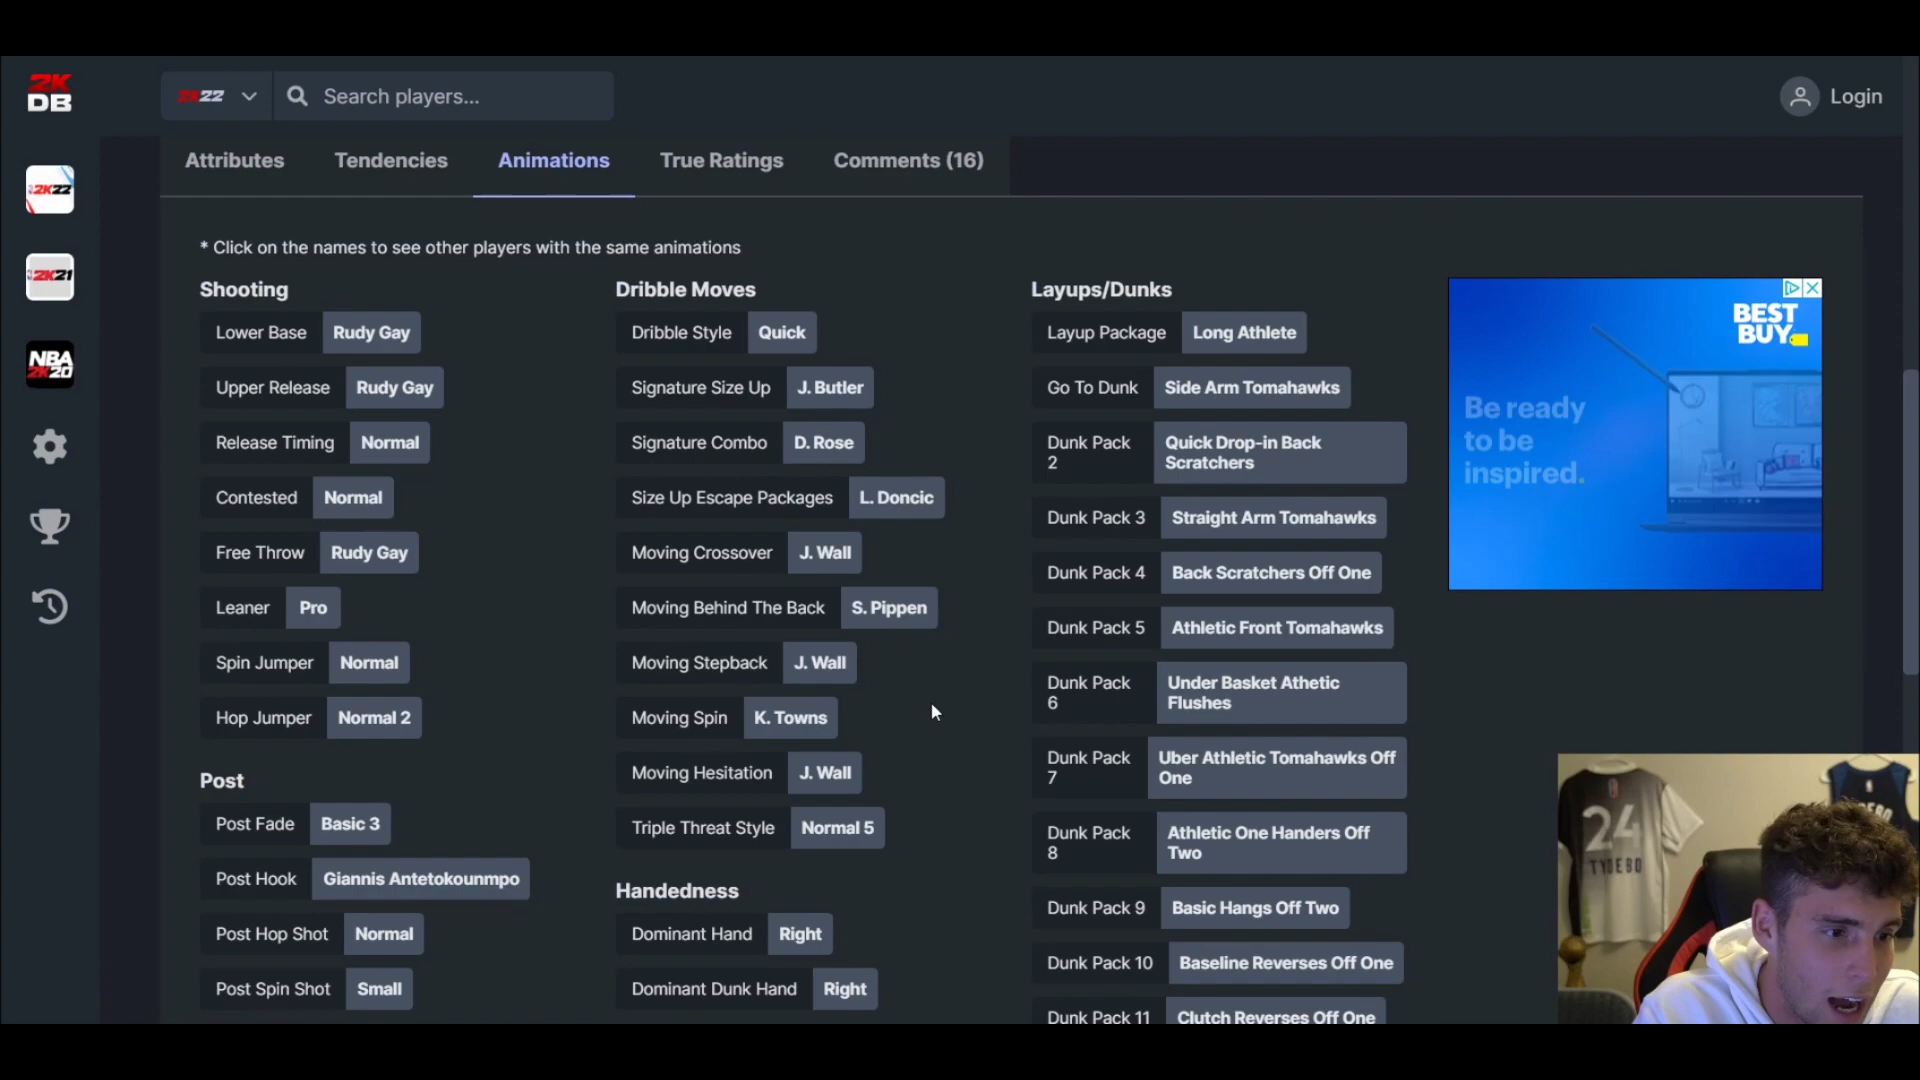 2K
DB
2K22
Search players...
Login
2K22
2K21
NBA
2K20
Attributes
Tendencies
Animations
True Ratings
Comments (16)
* Click on the names to see other players with the same animations
Shooting
Lower Base Rudy Gay
Upper Release Rudy Gay
Release Timing Normal
Contested Normal
Free Throw Rudy Gay
Leaner Pro
Spin Jumper Normal
Hop Jumper Normal 2
Post
Post Fade Basic 3
Post Hook Giannis Antetokounmpo
Post Hop Shot Normal
Post Spin Shot Small
Dribble Moves
Dribble Style Quick
Signature Size Up J. Butler
Signature Combo D. Rose
Size Up Escape Packages L. Doncic
Moving Crossover J. Wall
Moving Behind The Back S. Pippen
Moving Stepback J. Wall
Moving Spin K. Towns
Moving Hesitation J. Wall
Triple Threat Style Normal 5
Handedness
Dominant Hand Right
Dominant Dunk Hand Right
Layups/Dunks
Layup Package Long Athlete
Go To Dunk Side Arm Tomahawks
Dunk Pack
2
Quick Drop-in Back
Scratchers
Dunk Pack 3 Straight Arm Tomahawks
Dunk Pack 4 Back Scratchers Off One
Dunk Pack 5 Athletic Front Tomahawks
Dunk Pack
6
Under Basket Athetic
Flushes
Dunk Pack
7
Uber Athletic Tomahawks Off
One
Dunk Pack
8
Athletic One Handers Off
Two
Dunk Pack 9 Basic Hangs Off Two
Dunk Pack 10 Baseline Reverses Off One
Dunk Pack 11 Clutch Reverses Off One
BEST
BUY
Be ready
to be
inspired.
24
TYDEBO